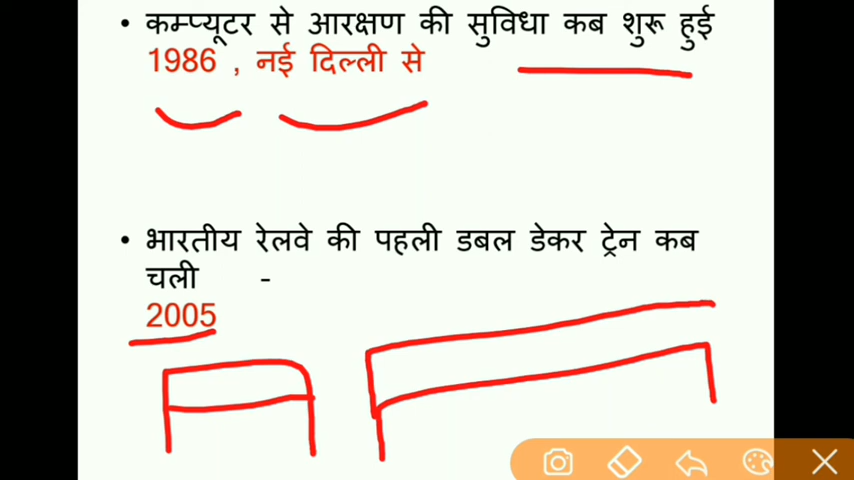 • कम्प्यूटर से आरक्षण की सुविधा कब शुरू हुई
1986 , नई दिल्ली से
• भारतीय रेलवे की पहली डबल डेकर ट्रेन कब
चली -
2005